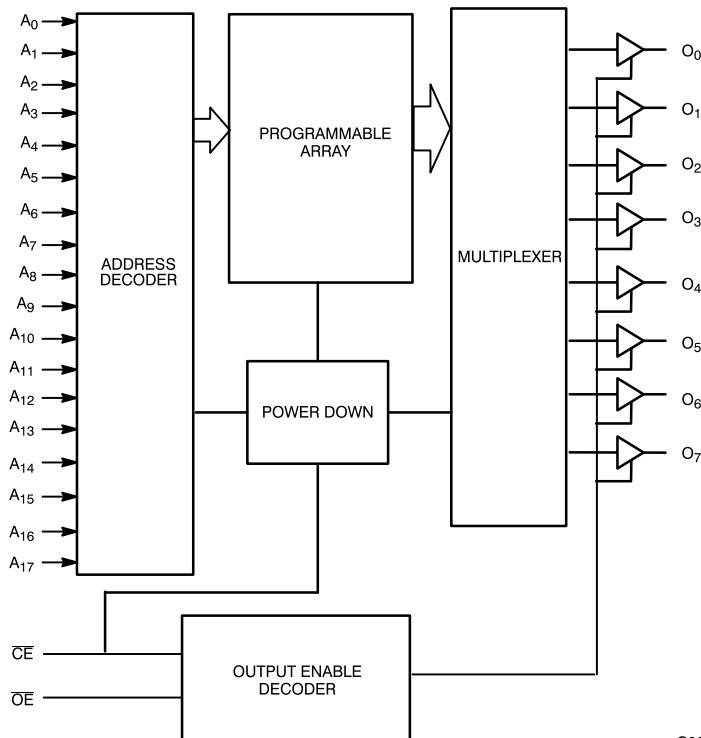 A0
A1
A2
A3
A4
A5
A6
A7
A8
A9
A10
A11
A12
A13
A14
A15
A16
A17
ADDRESS
DECODER
PROGRAMMABLE
ARRAY
POWER DOWN
MULTIPLEXER
O0
O1
O2
O3
O4
O5
O6
O7
CE
OE
OUTPUT ENABLE
DECODER